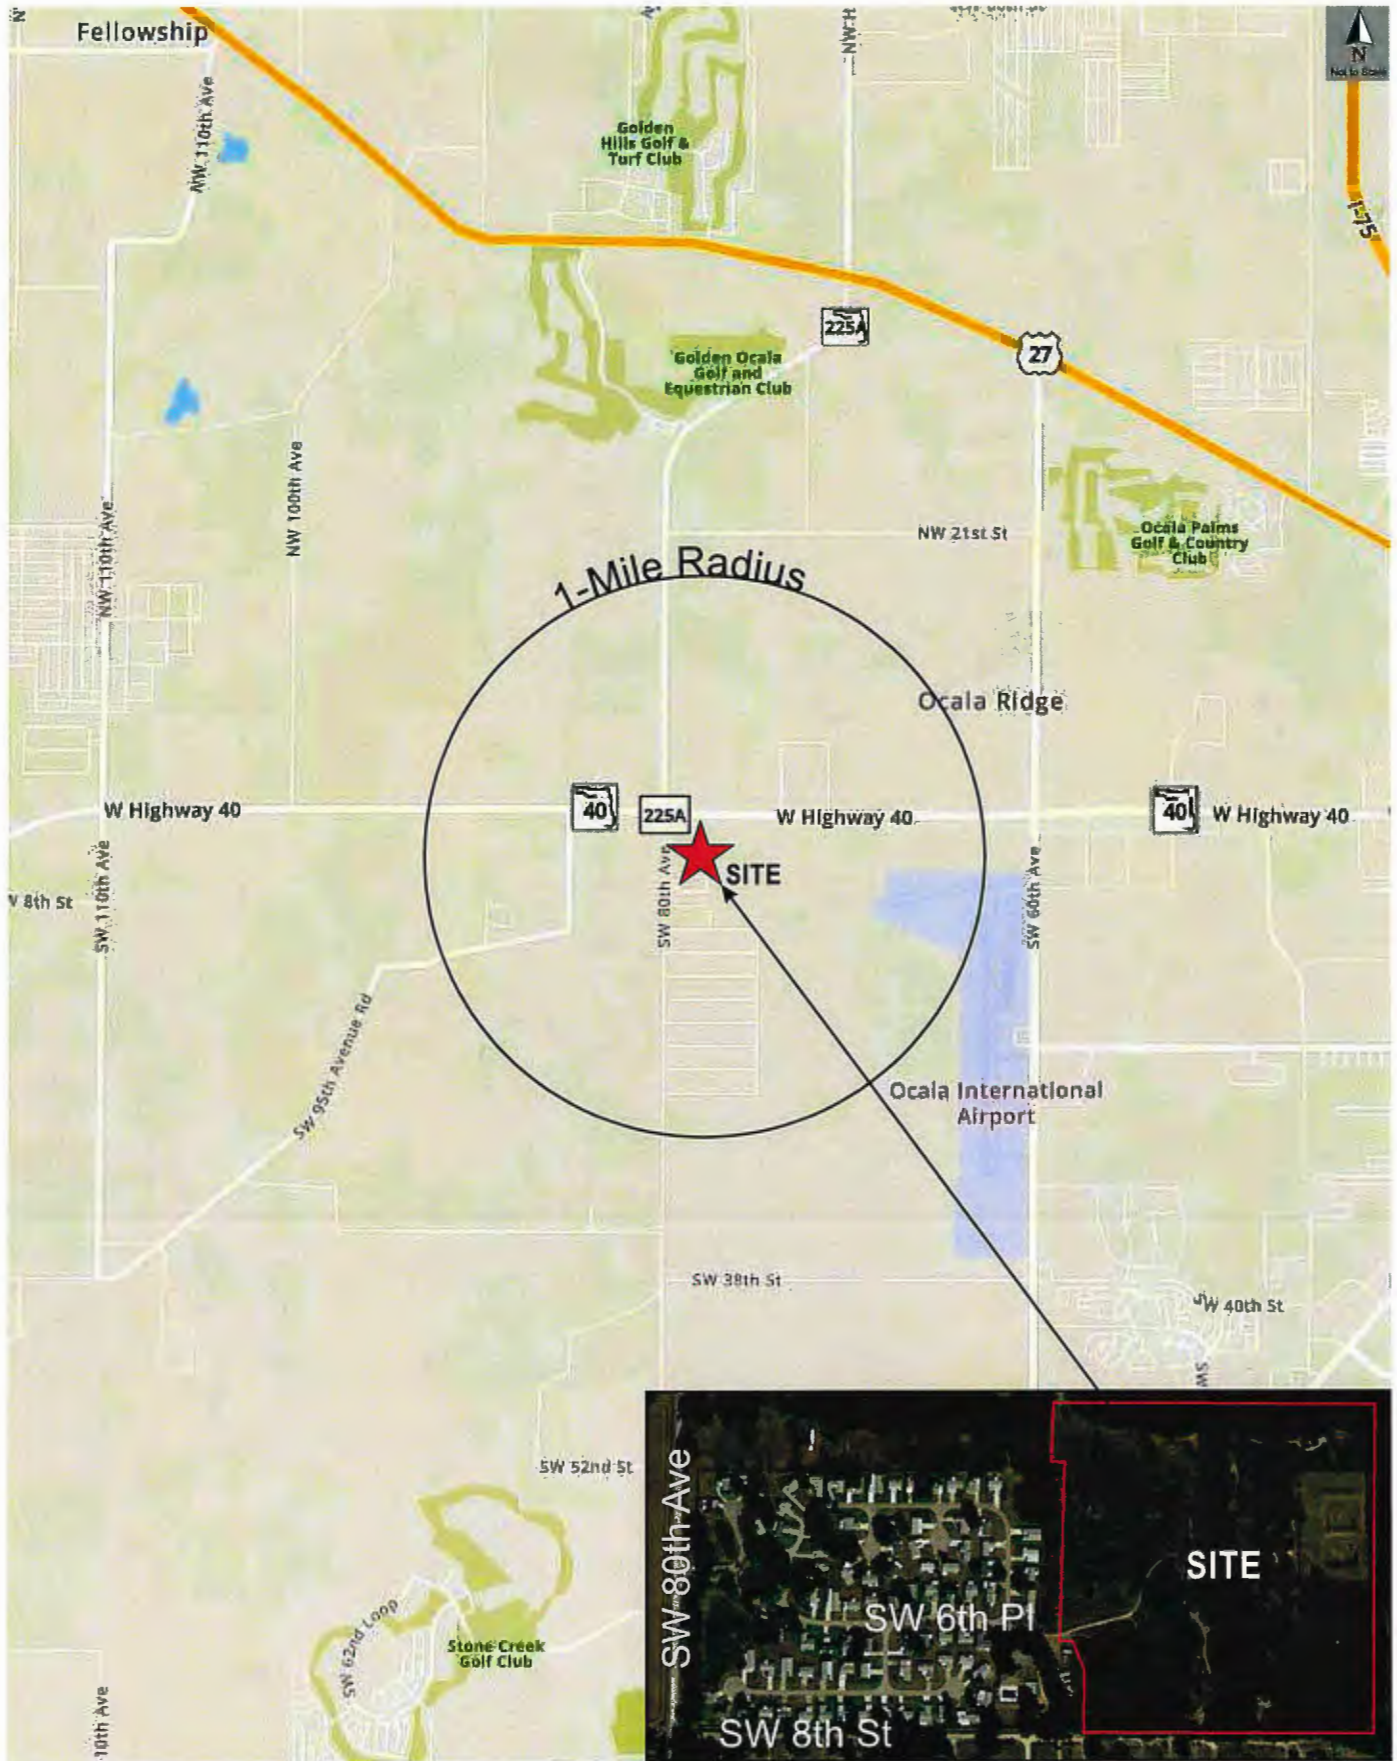 Fellowship
N
Not to Scale
NW 110th Ave
Golden
Hills Golf &
Turf Club
I-75
225A
27
Golden Ocala
Golf and
Equestrian Club
NW 100th Ave
NW 110th Ave
NW 21st St
Ocala Palms
Golf & Country
Club
1-Mile Radius
Ocala Ridge
W Highway 40
40
225A
W Highway 40
40
W Highway 40
SITE
SW 110th Ave
W 8th St
SW 80th Ave
SW 60th Ave
SW 95th Avenue Rd
Ocala International
Airport
SW 38th St
SW 40th St
SW
SW 52nd St
SW 80th Ave
SITE
SW 6th Pl
SW 8th St
SW 62nd Loop
Stone Creek
Golf Club
10th Ave